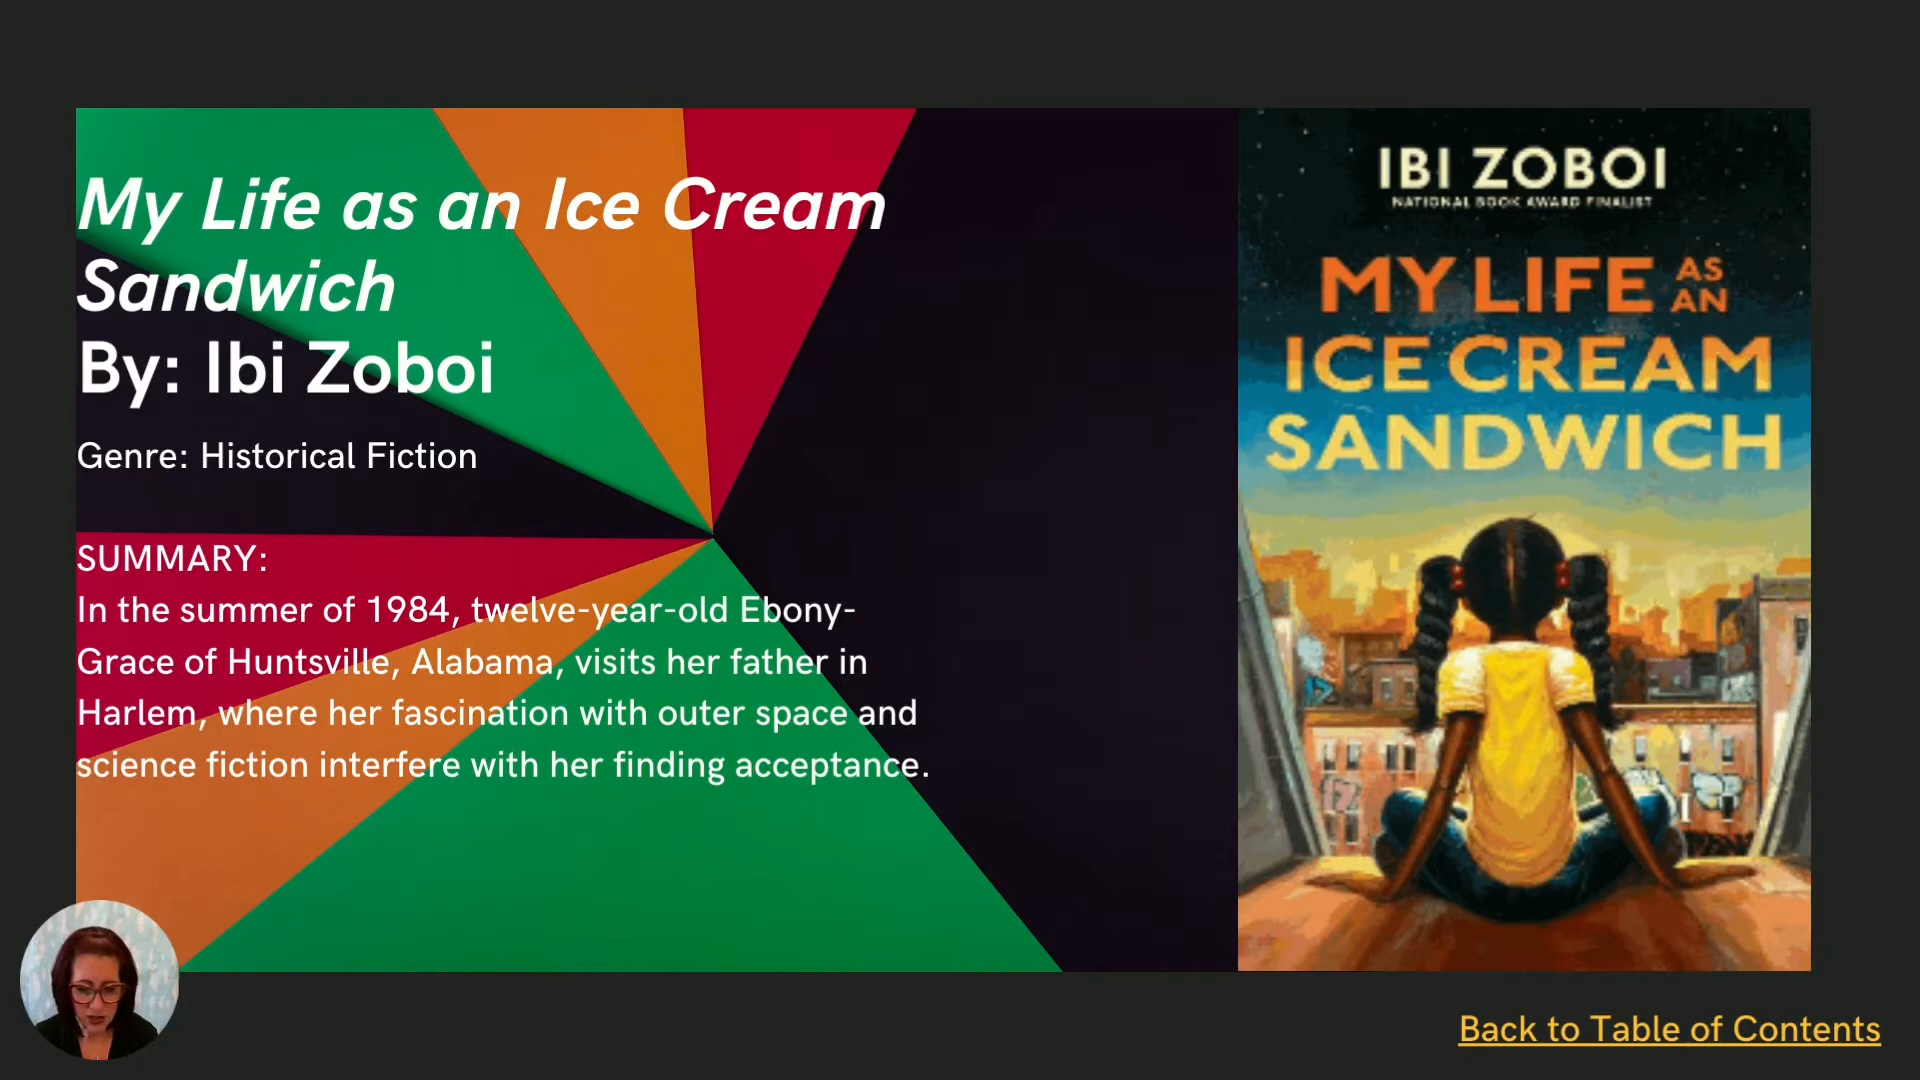 My Life as an Ice Cream
Sandwich
By: Ibi Zoboi
Genre: Historical Fiction
SUMMARY:
In the summer of 1984, twelve-year-old Ebony-
Grace of Huntsville, Alabama, visits her father in
Harlem, where her fascination with outer space and
science fiction interfere with her finding acceptance.
IBI ZOBOI
NATIONAL BOOK AWARD FINALIST
MY LIFE AS AN
ICE CREAM
SANDWICH
Back to Table of Contents